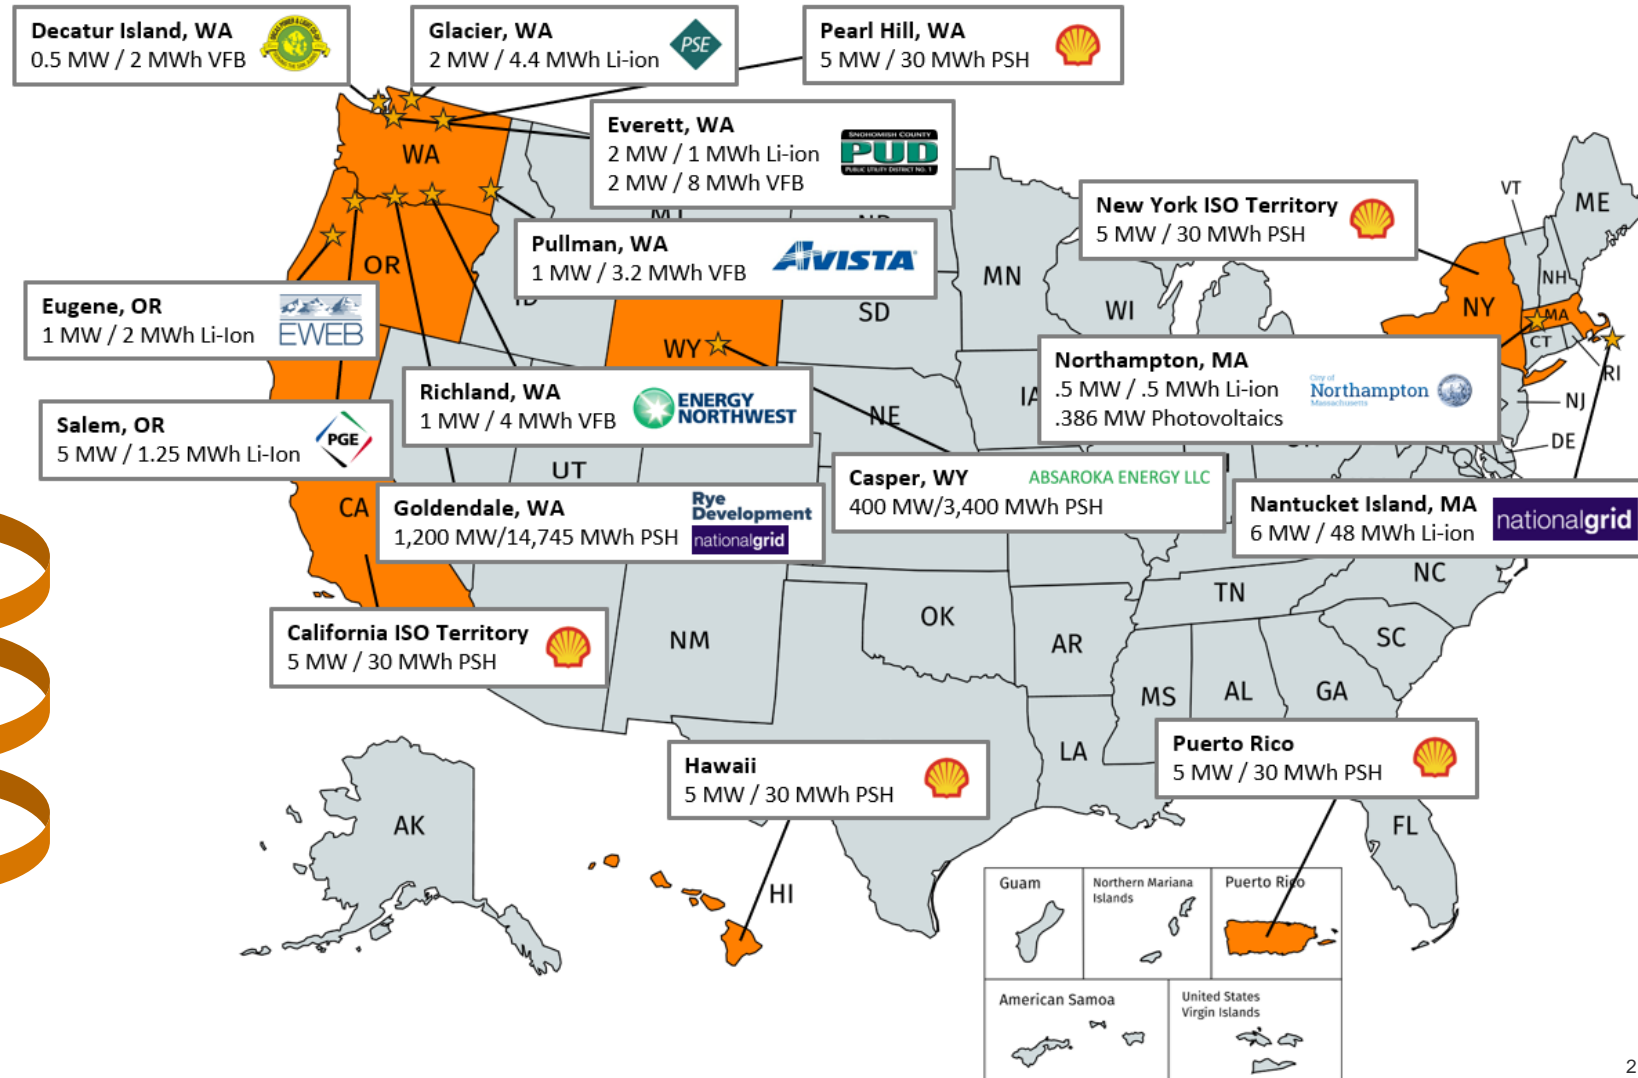 Decatur Island, WA
0.5 MW / 2 MWh VFB
Glacier, WA
2 MW / 4.4 MWh Li-ion
PSE
Pearl Hill, WA
5 MW / 30 MWh PSH
Everett, WA
2 MW / 1 MWh Li-ion
2 MW / 8 MWh VFB
SNOHOMISH COUNTY
PUD
PUBLIC UTILITY DISTRICT NO. 1
WA
New York ISO Territory
5 MW / 30 MWh PSH
VT
ME
Pullman, WA
1 MW / 3.2 MWh VFB
AVISTA
OR
MN
WI
NH
NY
MA
CT
RI
NJ
DE
SD
Eugene, OR
1 MW / 2 MWh Li-Ion
EWEB
WY
Northampton, MA
.5 MW / .5 MWh Li-ion
.386 MW Photovoltaics
City of
Northampton
Massachusetts
Richland, WA
1 MW / 4 MWh VFB
ENERGY
NORTHWEST
NE
Salem, OR
5 MW / 1.25 MWh Li-Ion
PGE
UT
Casper, WY
400 MW/3,400 MWh PSH
ABSAROKA ENERGY LLC
CA
Goldendale, WA
1,200 MW/14,745 MWh PSH
Rye
Development
nationalgrid
Nantucket Island, MA
6 MW / 48 MWh Li-ion
nationalgrid
NC
TN
OK
AR
SC
NM
MS
AL
GA
California ISO Territory
5 MW / 30 MWh PSH
LA
Hawaii
5 MW / 30 MWh PSH
Puerto Rico
5 MW / 30 MWh PSH
AK
FL
HI
Guam
Northern Mariana
Islands
Puerto Rico
American Samoa
United States
Virgin Islands
2